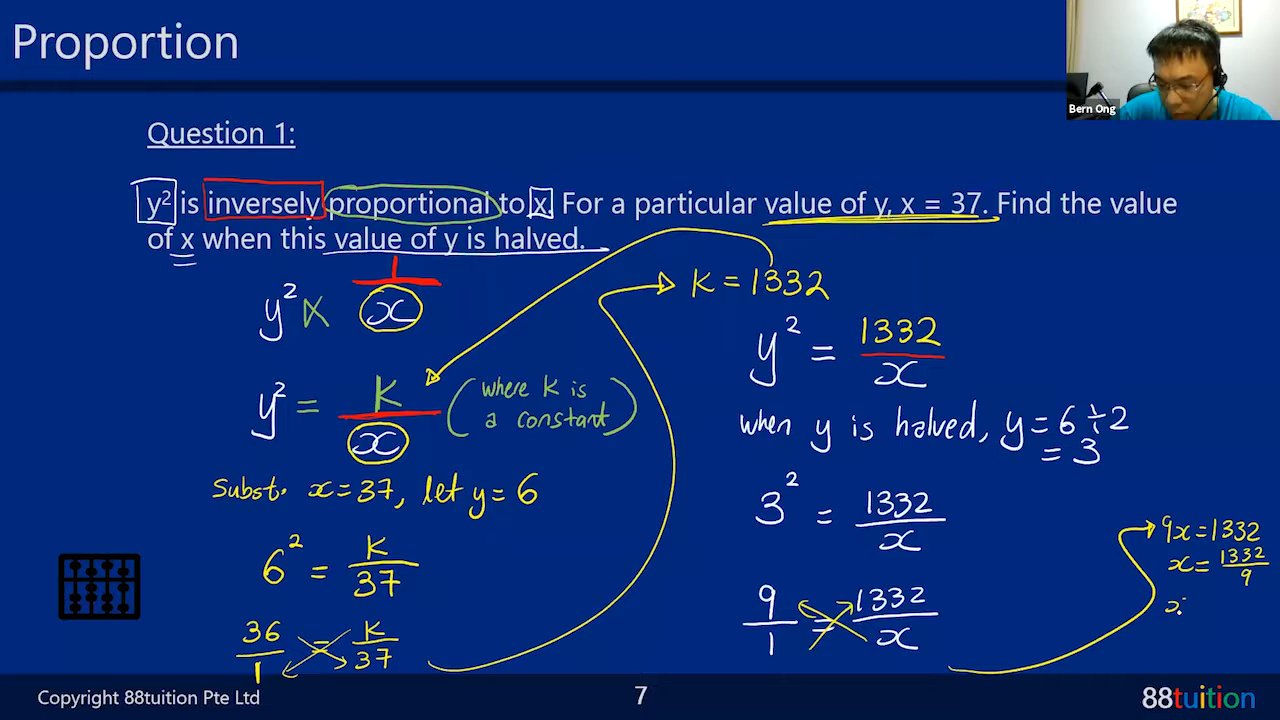 Proportion
Bern Ong
Question 1:
y² is inversely proportional to x. For a particular value of y, x = 37. Find the value
of x when this value of y is halved.
y² ∝ 1/x
y² = k/x (where k is a constant)
Subst. x = 37, let y = 6
6² = k/37
36/1 = k/37
k = 1332
y² = 1332/x
when y is halved, y = 6 ÷ 2
= 3
3² = 1332/x
9/1 = 1332/x
9x = 1332
x = 1332/9
x
Copyright 88tuition Pte Ltd
7
88tuition